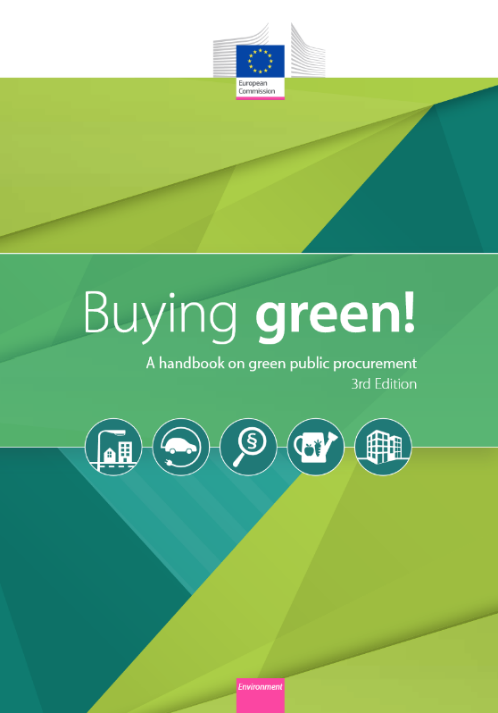 European
Commission
Buying green!
A handbook on green public procurement
3rd Edition
§
Environment